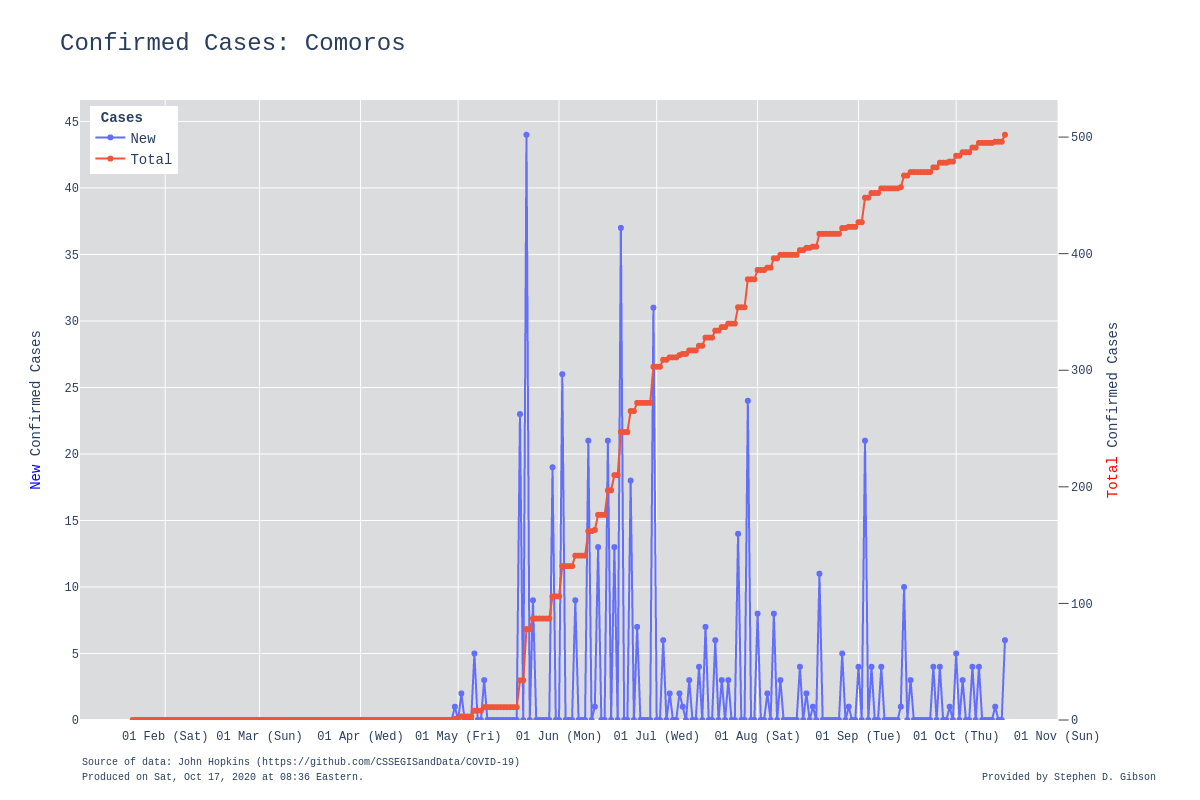 Confirmed Cases: Comoros
Cases
New
Total
45
40
35
30
25
20
15
10
5
0
500
400
300
200
100
0
New Confirmed Cases
Total Confirmed Cases
01 Feb (Sat) 01 Mar (Sun) 01 Apr (Wed) 01 May (Fri) 01 Jun (Mon) 01 Jul (Wed) 01 Aug (Sat) 01 Sep (Tue) 01 Oct (Thu) 01 Nov (Sun)
Source of data: John Hopkins (https://github.com/CSSEGISandData/COVID-19)
Produced on Sat, Oct 17, 2020 at 08:36 Eastern.
Provided by Stephen D. Gibson